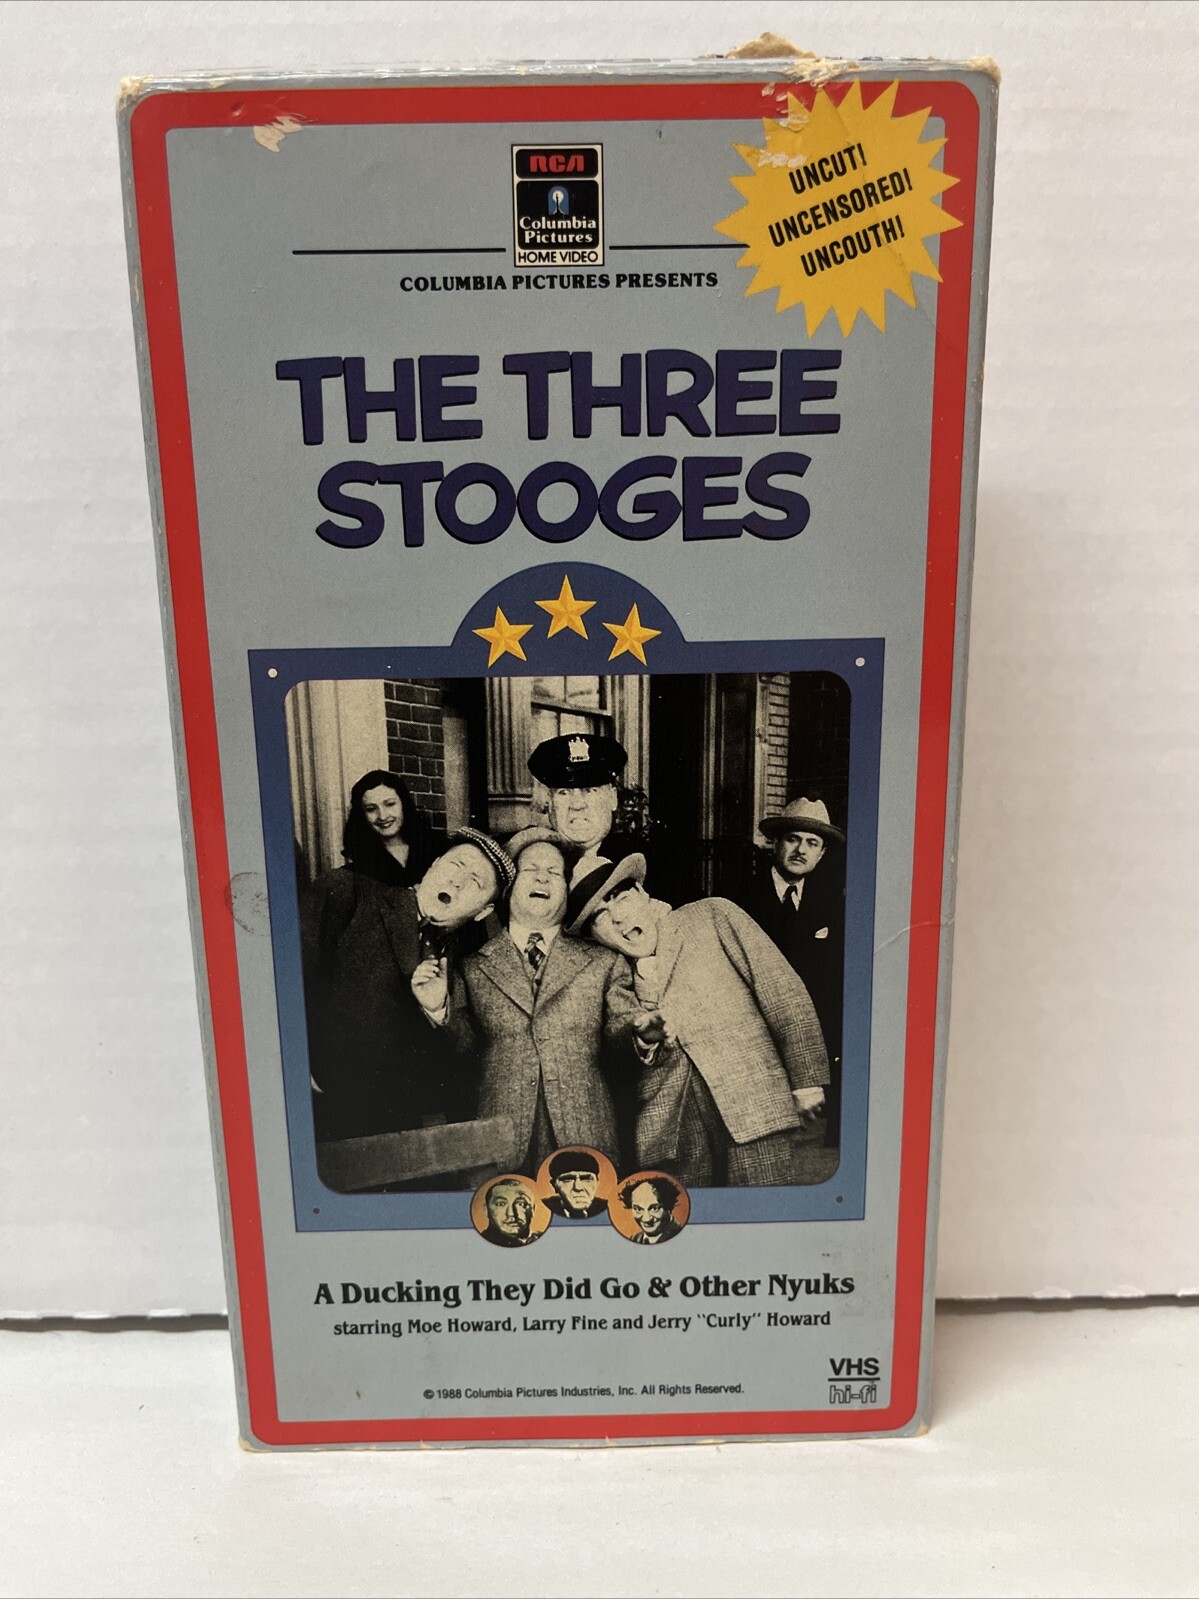 RCA
Columbia
Pictures
HOME VIDEO
UNCUT!
UNCENSORED!
UNCOUTH!
COLUMBIA PICTURES PRESENTS
THE THREE
STOOGES
A Ducking They Did Go & Other Nyuks
starring Moe Howard, Larry Fine and Jerry "Curly" Howard
VHS
hi-fi
© 1988 Columbia Pictures Industries, Inc. All Rights Reserved.